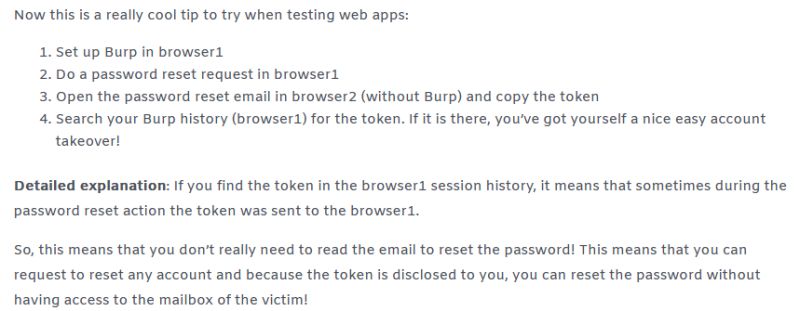 Now this is a really cool tip to try when testing web apps:
1. Set up Burp in browser1
2. Do a password reset request in browser1
3. Open the password reset email in browser2 (without Burp) and copy the token
4. Search your Burp history (browser1) for the token. If it is there, you've got yourself a nice easy account
takeover!
Detailed explanation: If you find the token in the browser1 session history, it means that sometimes during the
password reset action the token was sent to the browser1.
So, this means that you don't really need to read the email to reset the password! This means that you can
request to reset any account and because the token is disclosed to you, you can reset the password without
having access to the mailbox of the victim!